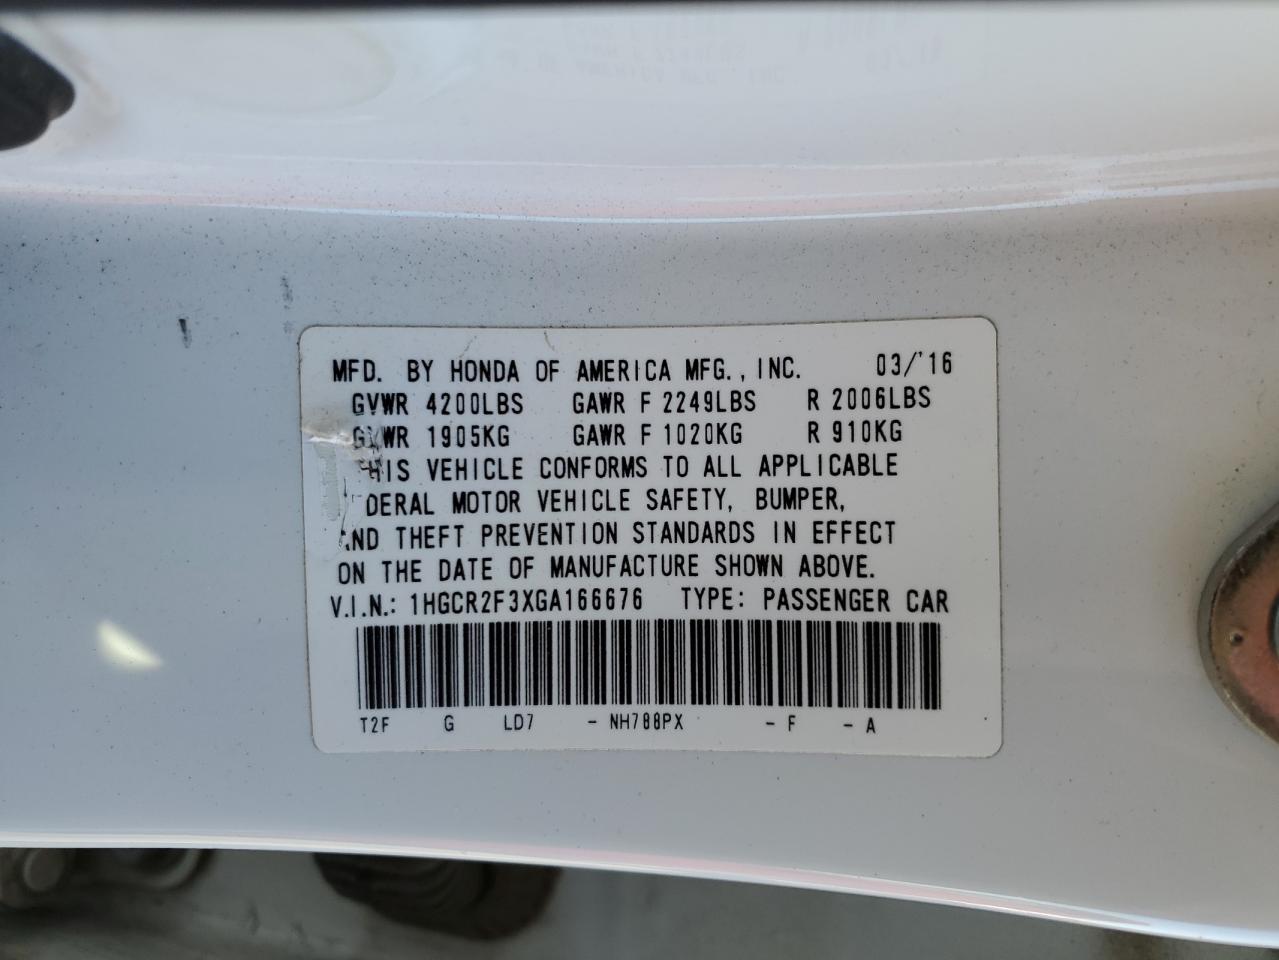 MFD. BY HONDA OF AMERICA MFG., INC. 03/'16
GVWR 4200LBS GAWR F 2249LBS R 2006LBS
GVWR 1905KG GAWR F 1020KG R 910KG
HIS VEHICLE CONFORMS TO ALL APPLICABLE
DERAL MOTOR VEHICLE SAFETY, BUMPER,
ND THEFT PREVENTION STANDARDS IN EFFECT
ON THE DATE OF MANUFACTURE SHOWN ABOVE.
V.I.N.: 1HGCR2F3XGA166676 TYPE: PASSENGER CAR
T2F G LD7 -NH788PX -F -A